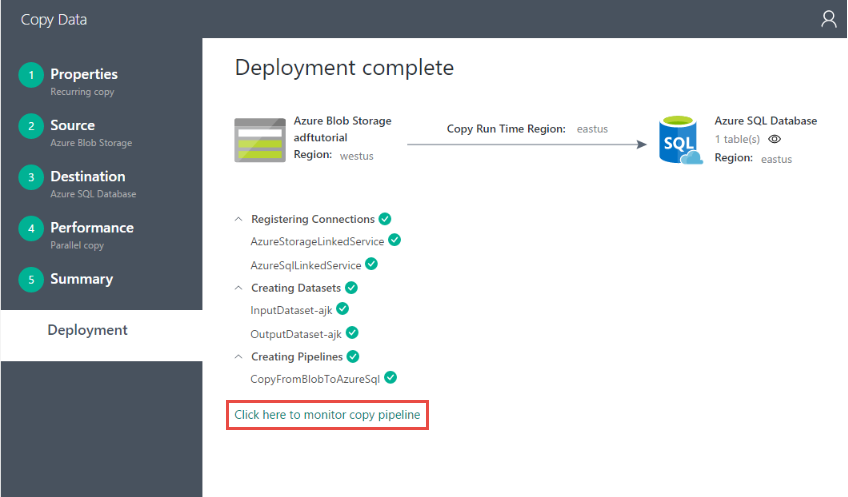 Copy Data
1 Properties
Recurring copy
2 Source
Azure Blob Storage
3 Destination
Azure SQL Database
4 Performance
Parallel copy
5 Summary
Deployment
Deployment complete
Azure Blob Storage
adftutorial
Region: westus
Copy Run Time Region: eastus
SQL
Azure SQL Database
1 table(s)
Region: eastus
Registering Connections
AzureStorageLinkedService
AzureSqlLinkedService
Creating Datasets
InputDataset-ajk
OutputDataset-ajk
Creating Pipelines
CopyFromBlobToAzureSql
Click here to monitor copy pipeline